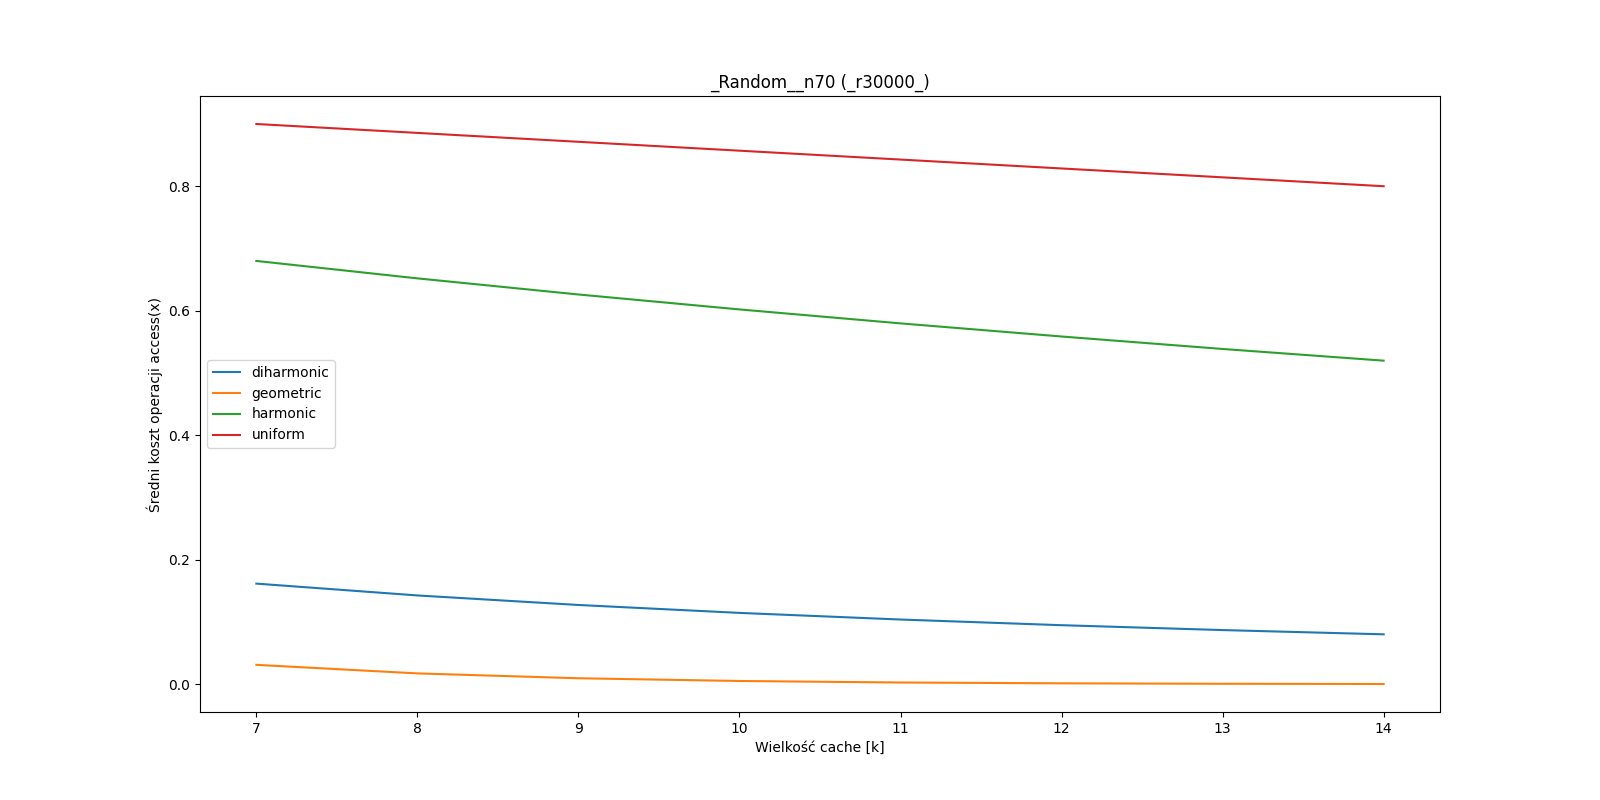 _Random__n70 (_r30000_)
Średni koszt operacji access(x)
0.8
0.6
0.4
0.2
0.0
diharmonic
geometric
harmonic
uniform
7 8 9 10 11 12 13 14
Wielkość cache [k]